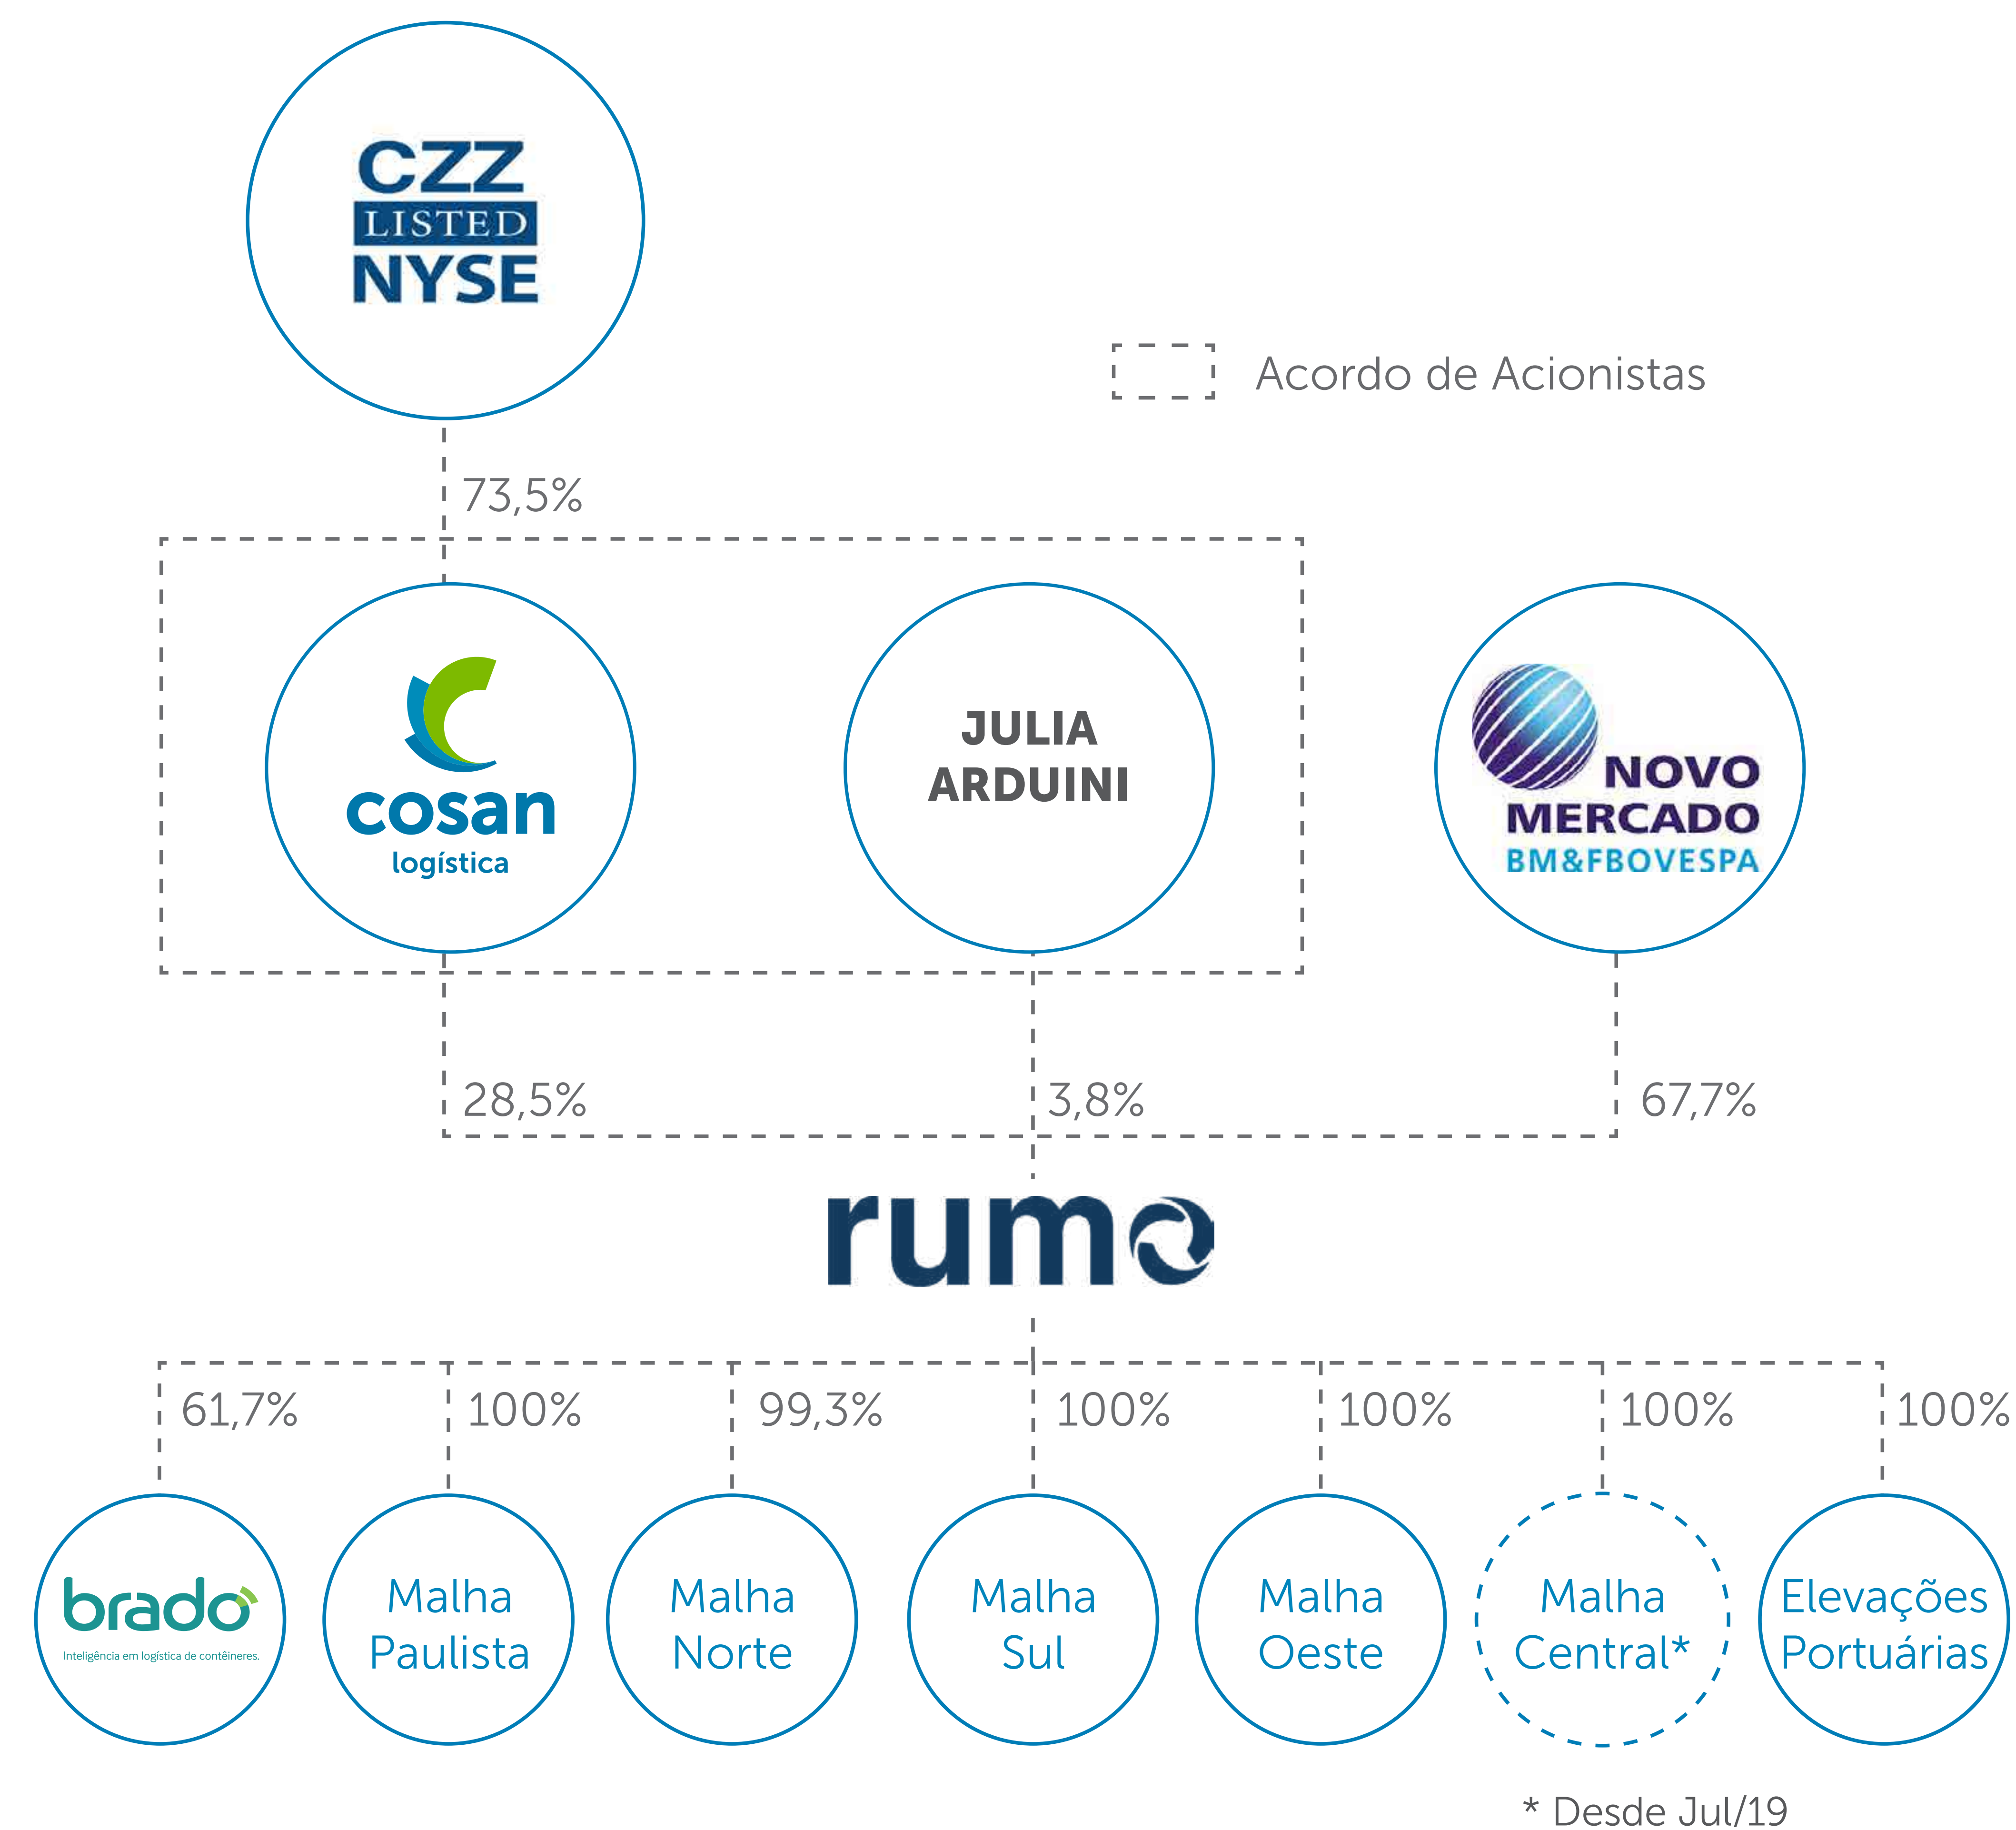 CZZ
LISTED
NYSE
Acordo de Acionistas
73,5%
cosan
logística
JULIA
ARDUINI
NOVO
MERCADO
BM&FBOVESPA
28,5%
3,8%
67,7%
rumo
61,7%
100%
99,3%
100%
100%
100%
100%
brado
Inteligência em logística de contêineres.
Malha
Paulista
Malha
Norte
Malha
Sul
Malha
Oeste
Malha
Central*
Elevações
Portuárias
* Desde Jul/19